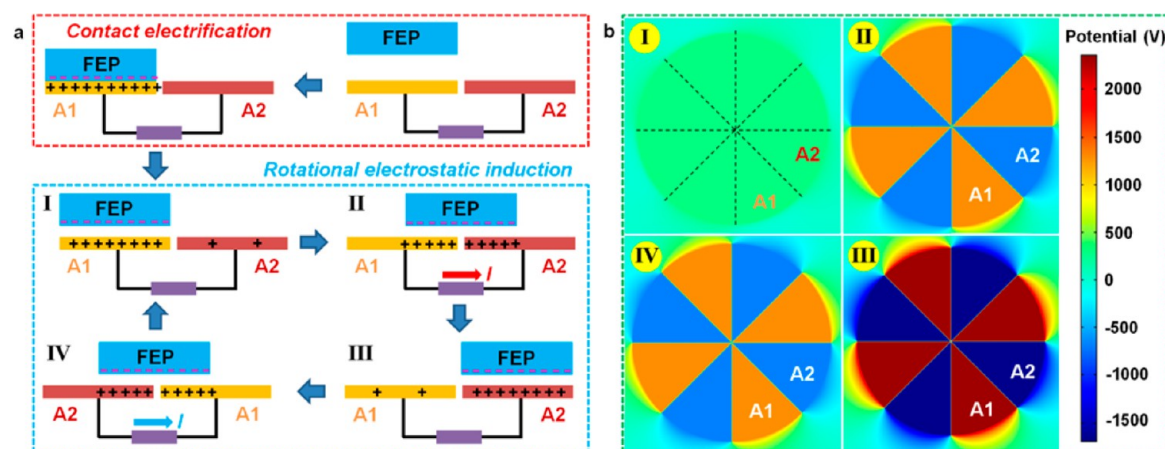 a
Contact electrification
FEP
+ + + + + + + + + +
A1
A2
FEP
A1
A2
Rotational electrostatic induction
I
FEP
+ + + + + + + +
+ +
A1
A2
II
FEP
+ + + + +
+ + + + +
A1
I
A2
IV
FEP
+ + + + +
+ + + + +
A2
I
A1
III
FEP
+ +
+ + + + + + + +
A1
A2
b
I
A2
A1
II
A2
A1
IV
A2
A1
III
A2
A1
Potential (V)
2000
1500
1000
500
0
-500
-1000
-1500